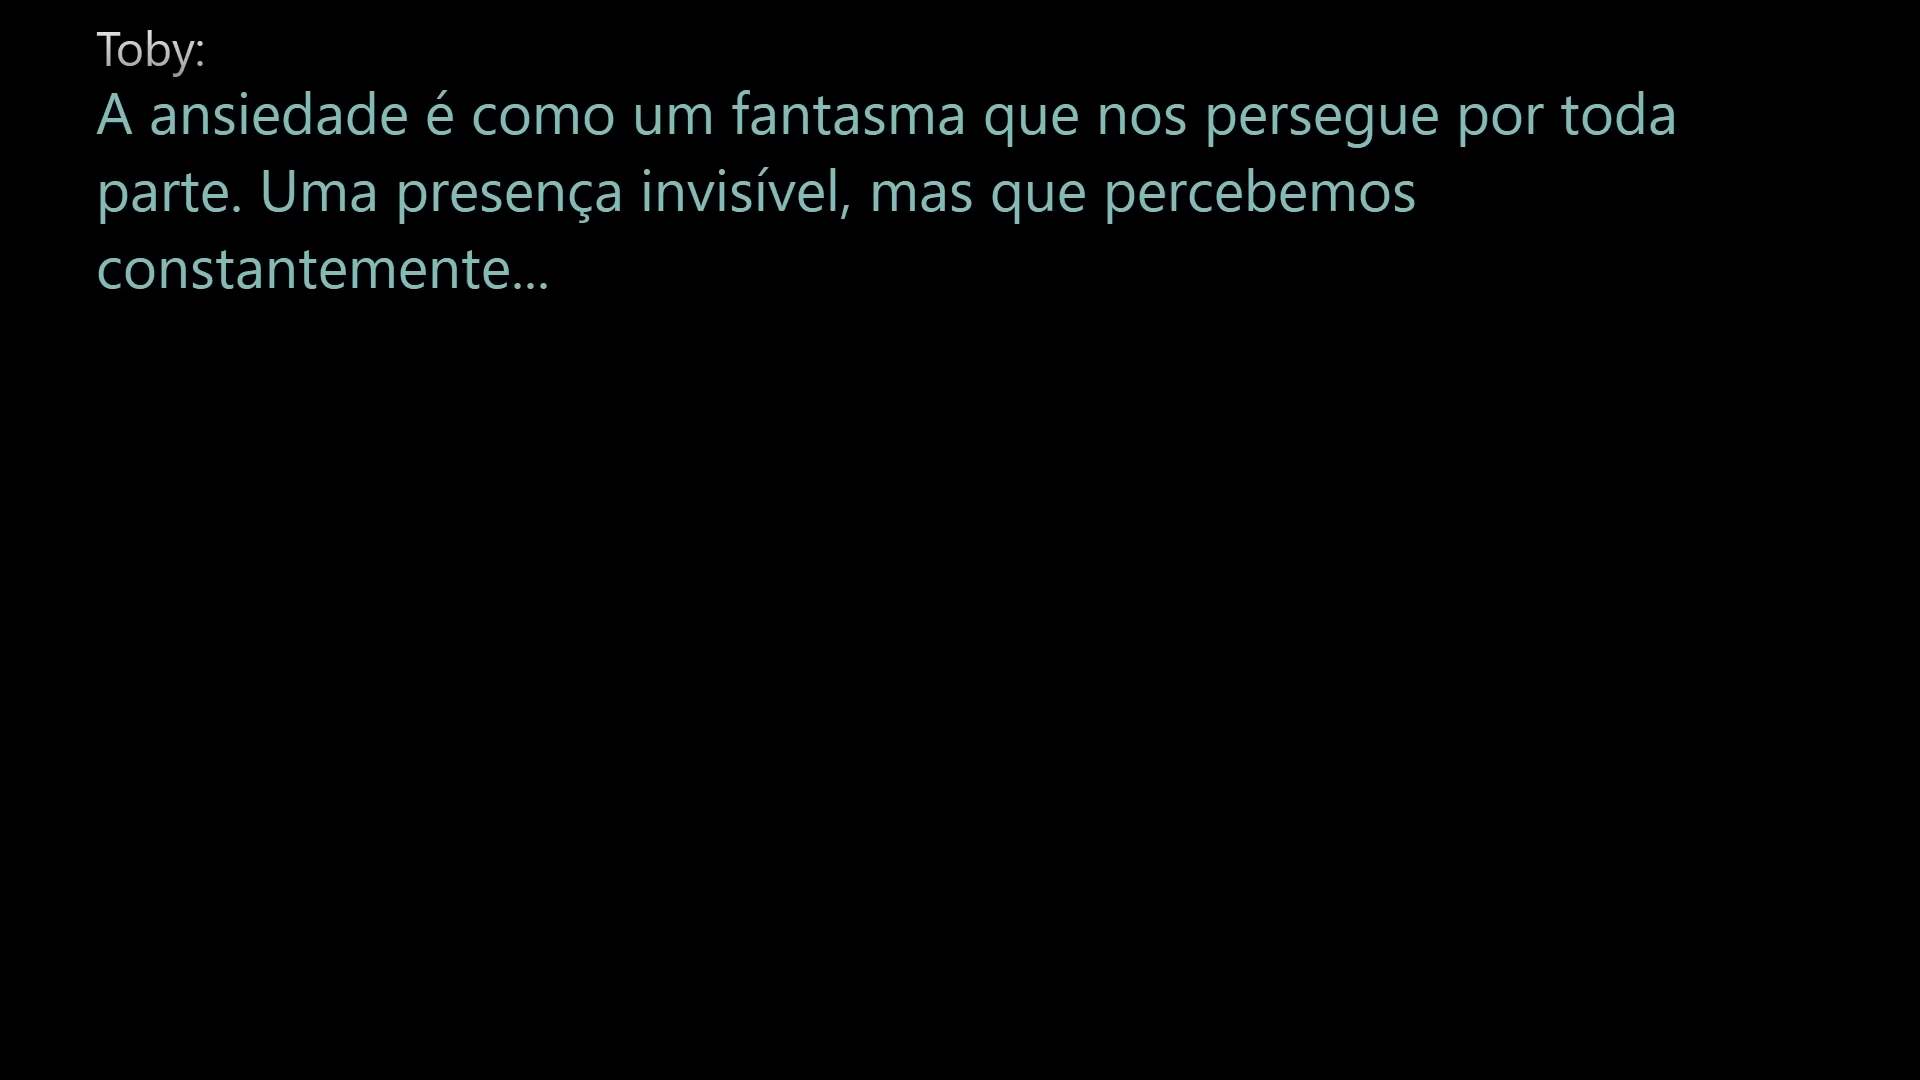 Toby:
A ansiedade é como um fantasma que nos persegue por toda
parte. Uma presença invisível, mas que percebemos
constantemente...